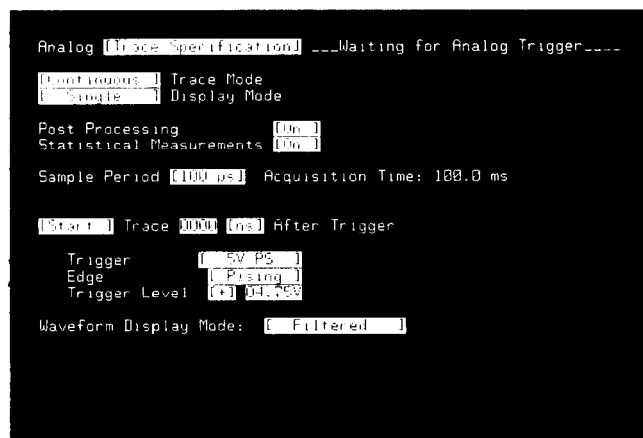 Analog [Trace Specification] ___Waiting for Analog Trigger____
[Continuous ] Trace Mode
[ Single ] Display Mode
Post Processing [On ]
Statistical Measurements [On ]
Sample Period [100 µs] Acquisition Time: 100.0 ms
[Start ] Trace 0000 [ns] After Trigger
Trigger [ 5V PS ]
Edge [ Rising ]
Trigger Level [+] 04.75V
Waveform Display Mode: [ Filtered ]